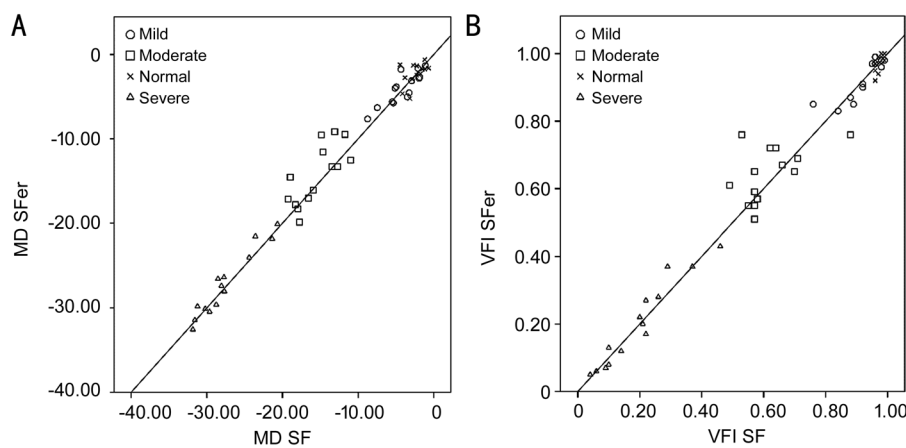 A
Mild
Moderate
Normal
Severe
0
-10.00
-20.00
-30.00
-40.00
MD SFer
-40.00 -30.00 -20.00 -10.00 0
MD SF
B
Mild
Moderate
Normal
Severe
1.00
0.80
0.60
0.40
0.20
0
VFI SFer
0 0.20 0.40 0.60 0.80 1.00
VFI SF